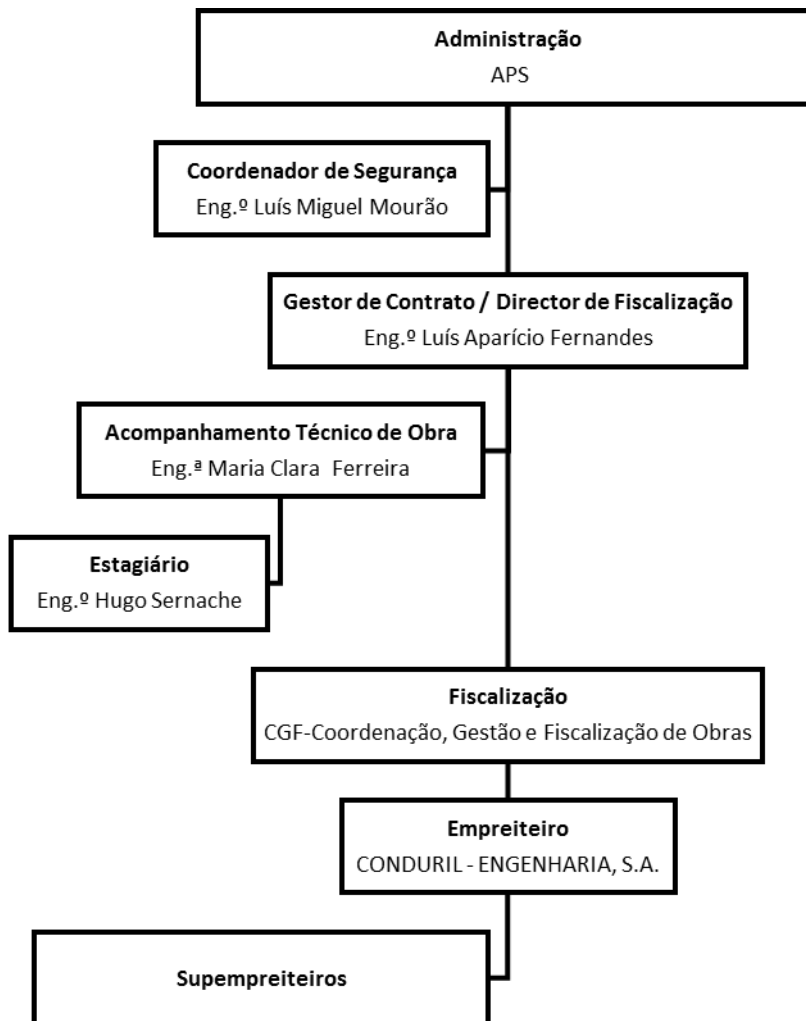 Administração
APS
Coordenador de Segurança
Eng.º Luís Miguel Mourão
Gestor de Contrato / Director de Fiscalização
Eng.º Luís Aparício Fernandes
Acompanhamento Técnico de Obra
Eng.ª Maria Clara  Ferreira
Estagiário
Eng.º Hugo Sernache
Fiscalização
CGF-Coordenação, Gestão e Fiscalização de Obras
Empreiteiro
CONDURIL - ENGENHARIA, S.A.
Supempreiteiros